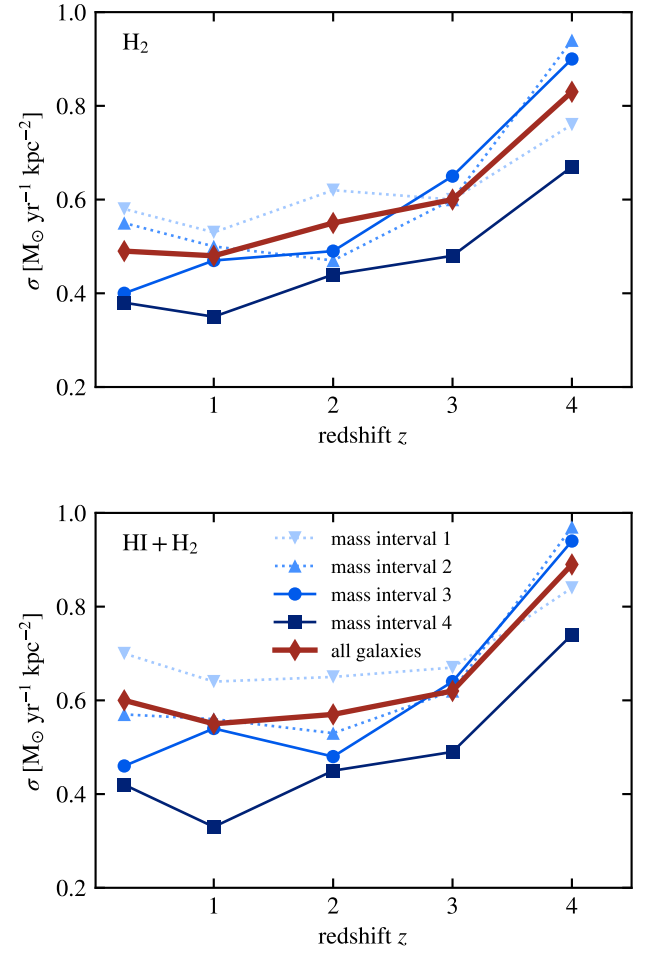 H₂
σ [M⊙ yr⁻¹ kpc⁻²]
1.0
0.8
0.6
0.4
0.2
1 2 3 4
redshift z
HI + H₂
mass interval 1
mass interval 2
mass interval 3
mass interval 4
all galaxies
σ [M⊙ yr⁻¹ kpc⁻²]
1.0
0.8
0.6
0.4
0.2
1 2 3 4
redshift z